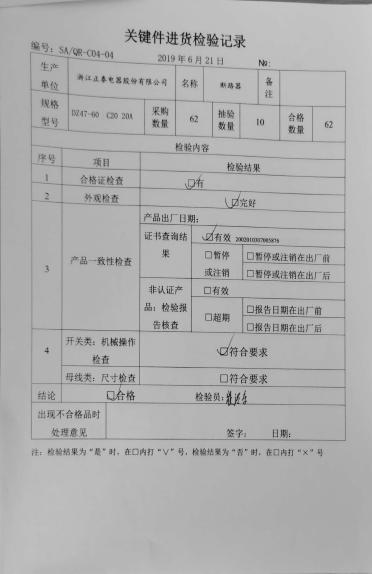 关键件进货检验记录
编号：SA/QR-C04-04 2019年6月21日 №:
生产单位 浙江正泰电器股份有限公司 名称 断路器 备注
规格型号 DZ47-60 C20 20A 采购数量 62 抽验数量 10 合格数量 62
检验内容
序号 项目 检验结果
1 合格证检查 ☑有
2 外观检查 ☑完好
3 产品一致性检查 产品出厂日期：
证书查询结果 ☑有效 2002010307005876
□暂停或注销 □暂停或注销在出厂前
□暂停或注销在出厂后
非认证产品：检验报告核查 □有效
□超期 □报告日期在出厂前
□报告日期在出厂后
4 开关类：机械操作检查 ☑符合要求
母线类：尺寸检查 □符合要求
结论 ☑合格 检验员：
出现不合格品时处理意见 签字： 日期：
注：检验结果为“是”时，在□内打“∨”号，检验结果为“否”时，在□内打“×”号